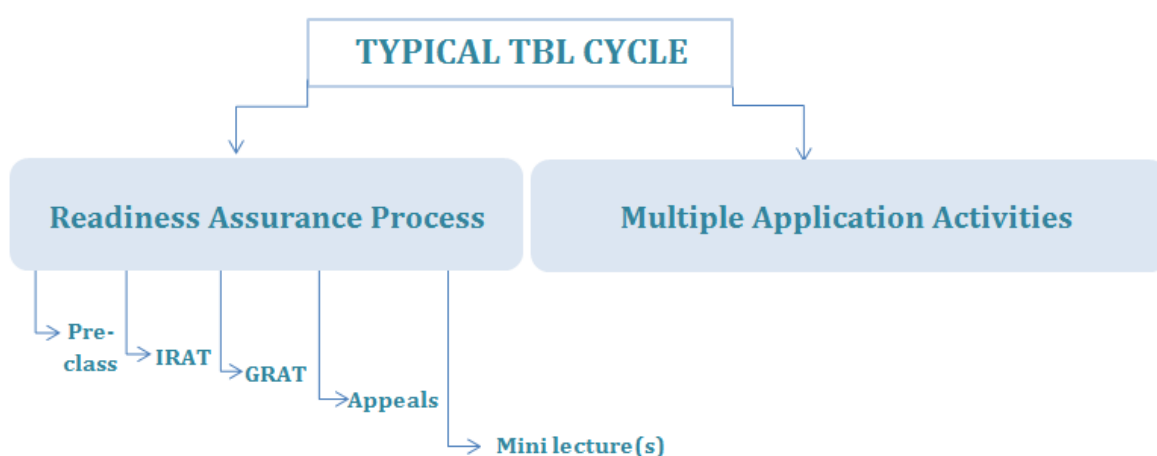 TYPICAL TBL CYCLE
Readiness Assurance Process
Multiple Application Activities
Pre-
class
IRAT
GRAT
Appeals
Mini lecture(s)